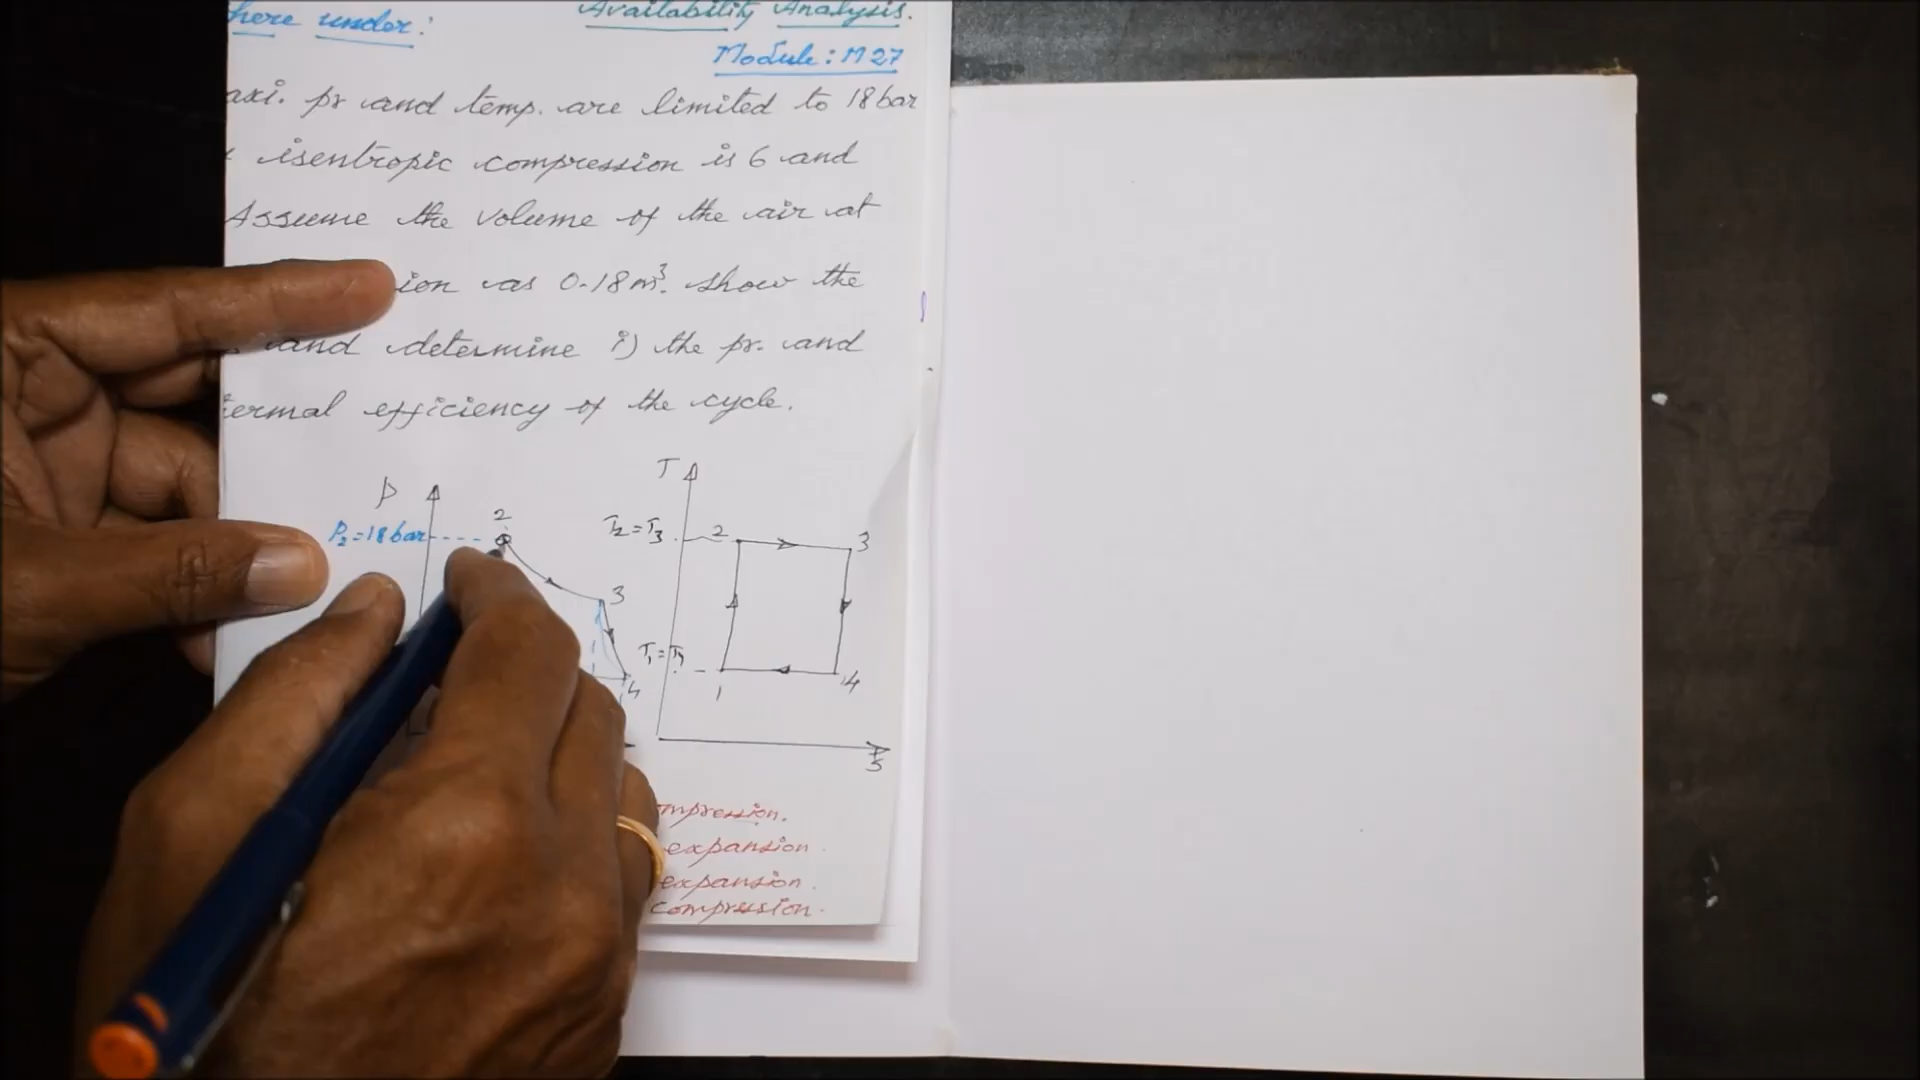 here under:
Availability Analysis.
Module: M27
axi. pr and temp. are limited to 18 bar
isentropic compression is 6 and
Assume the volume of the air at
ion as 0.18 m³. show the
and determine i) the pr. and
ermal efficiency of the cycle.
P
P₂=18bar
2
3
4
T
T₂=T₃
2
3
T₁=T₄
1
4
S
mpression.
expansion.
expansion.
compression.